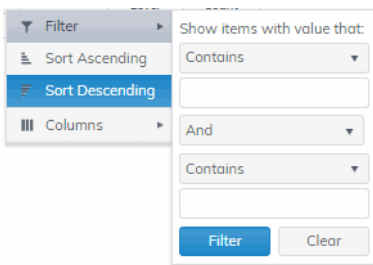 Filter
Sort Ascending
Sort Descending
Columns
Show items with value that:
Contains
And
Contains
Filter
Clear